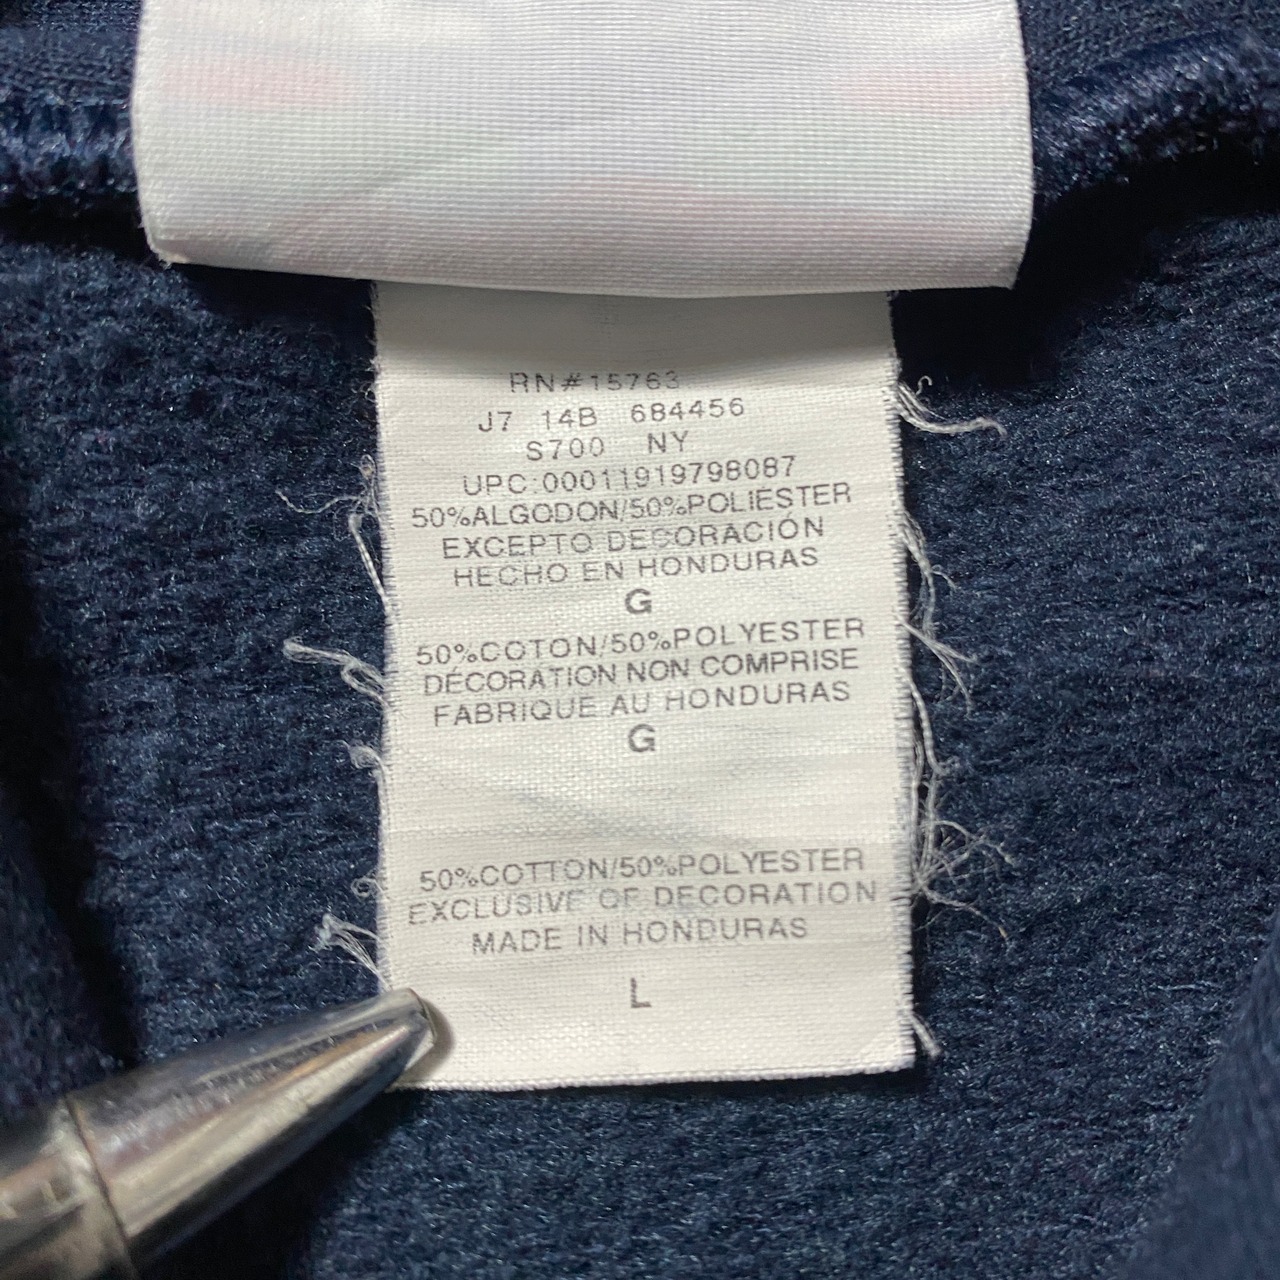 RN#15763
J7 14B 684456
S700 NY
UPC:00011919798087
50%ALGODON/50%POLIÉSTER
EXCEPTO DECORACIÓN
HECHO EN HONDURAS
G
50%COTON/50%POLYESTER
DÉCORATION NON COMPRISE
FABRIQUE AU HONDURAS
G
50%COTTON/50%POLYESTER
EXCLUSIVE OF DECORATION
MADE IN HONDURAS
L